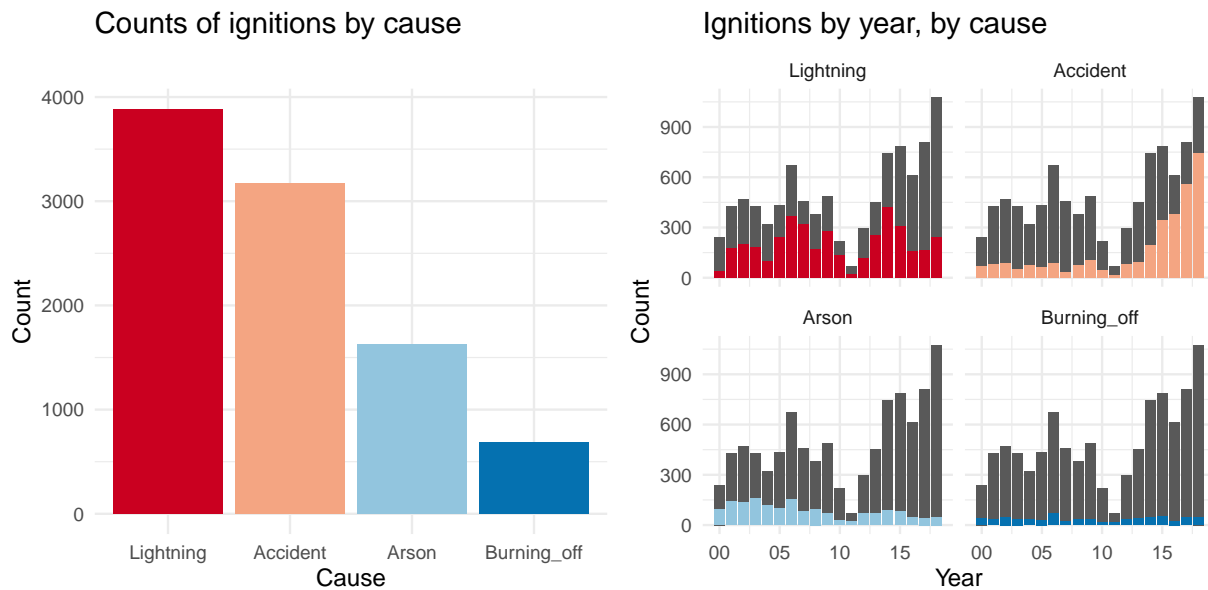 Counts of ignitions by cause
Count
4000
3000
2000
1000
0
Lightning Accident Arson Burning_off
Cause
Ignitions by year, by cause
Count
Lightning Accident
900
600
300
0
Arson Burning_off
900
600
300
0
00 05 10 15 00 05 10 15
Year